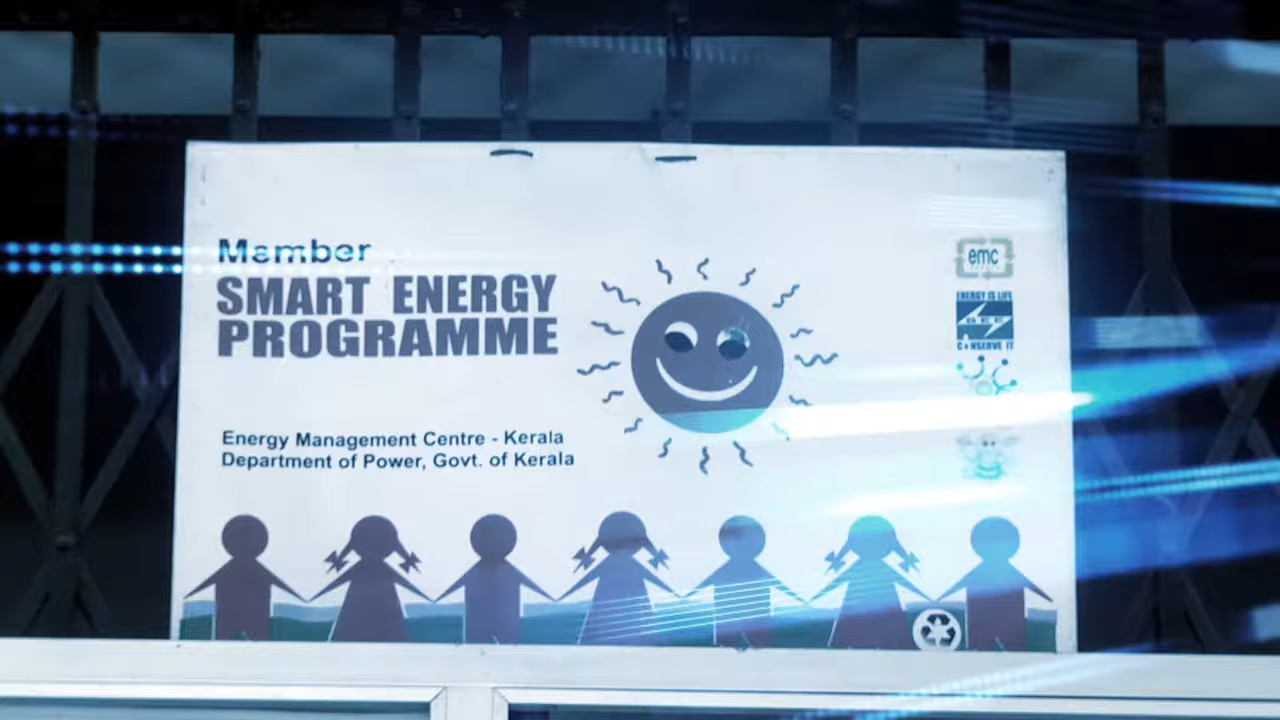 Member
SMART ENERGY
PROGRAMME
Energy Management Centre - Kerala
Department of Power, Govt. of Kerala
emc
ENERGY IS LIFE
BEE
CONSERVE IT